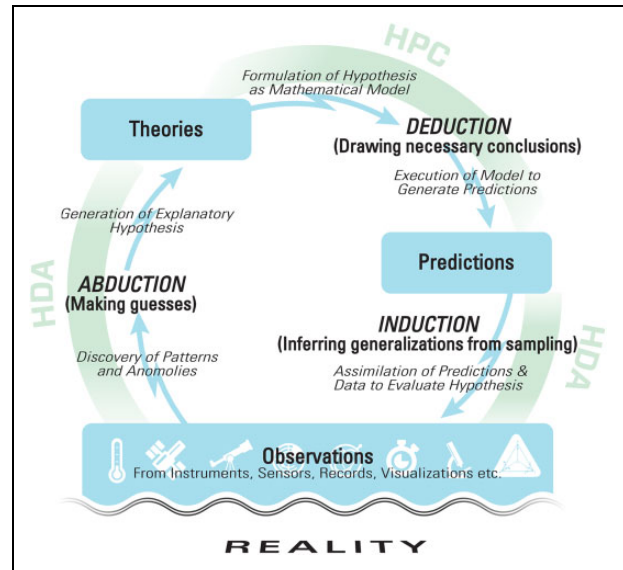 HPC
Formulation of Hypothesis
as Mathematical Model
Theories
DEDUCTION
(Drawing necessary conclusions)
Execution of Model to
Generate Predictions
Generation of Explanatory
Hypothesis
Predictions
HDA
ABDUCTION
(Making guesses)
INDUCTION
(Inferring generalizations from sampling)
HDA
Discovery of Patterns
and Anomolies
Assimilation of Predictions &
Data to Evaluate Hypothesis
Observations
From Instruments, Sensors, Records, Visualizations etc.
REALITY